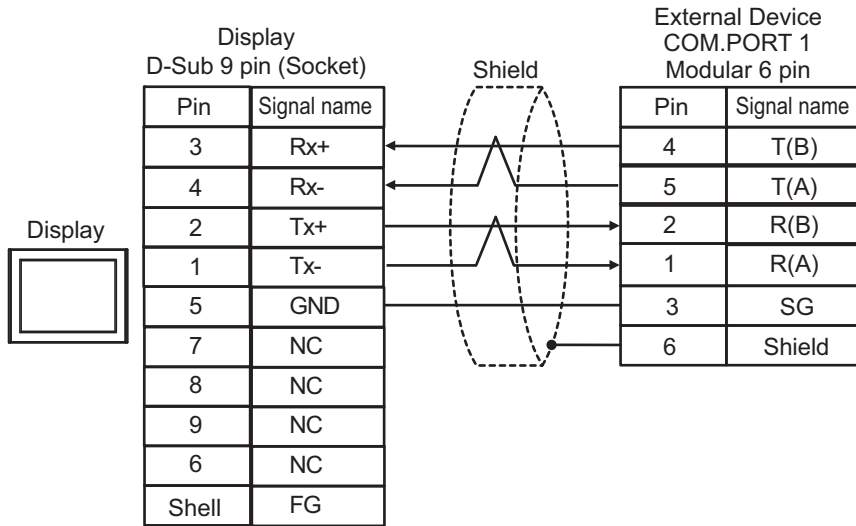 Display
D-Sub 9 pin (Socket)
Shield
External Device
COM.PORT 1
Modular 6 pin
Display
Pin Signal name
3 Rx+
4 Rx-
2 Tx+
1 Tx-
5 GND
7 NC
8 NC
9 NC
6 NC
Shell FG
Pin Signal name
4 T(B)
5 T(A)
2 R(B)
1 R(A)
3 SG
6 Shield